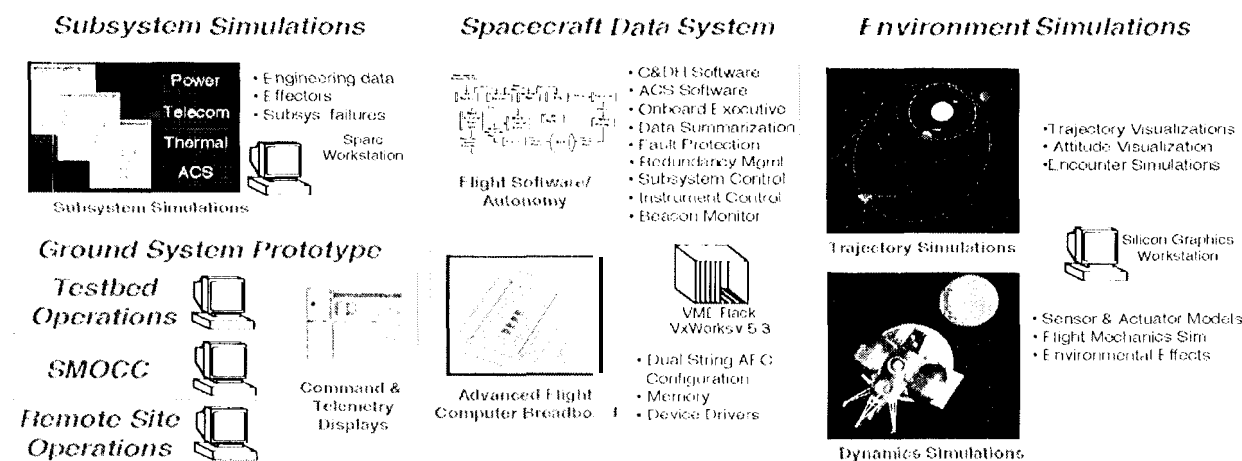 Subsystem Simulations
Power
Telecom
Thermal
ACS
• Engineering data
• Effectors
• Subsys failures
Sparc
Workstation
Subsystem Simulations
Ground System Prototype
Testbed
Operations
SMOCC
Remote Site
Operations
Command &
Telemetry
Displays
Spacecraft Data System
Flight Software/
Autonomy
• C&DH Software
• ACS Software
• Onboard Executive
• Data Summarization
• Fault Protection
• Redundancy Mgmt
• Subsystem Control
• Instrument Control
• Beacon Monitor
Advanced Flight
Computer
VME Rack
VxWorks v 5.3
• Dual String AFC
Configuration
• Memory
• Device Drivers
Environment Simulations
Trajectory Simulations
•Trajectory Visualizations
• Attitude Visualization
•Encounter Simulations
Silicon Graphics
Workstation
• Sensor & Actuator Models
• Flight Mechanics Sim
• Environmental Effects
Dynamics Simulations